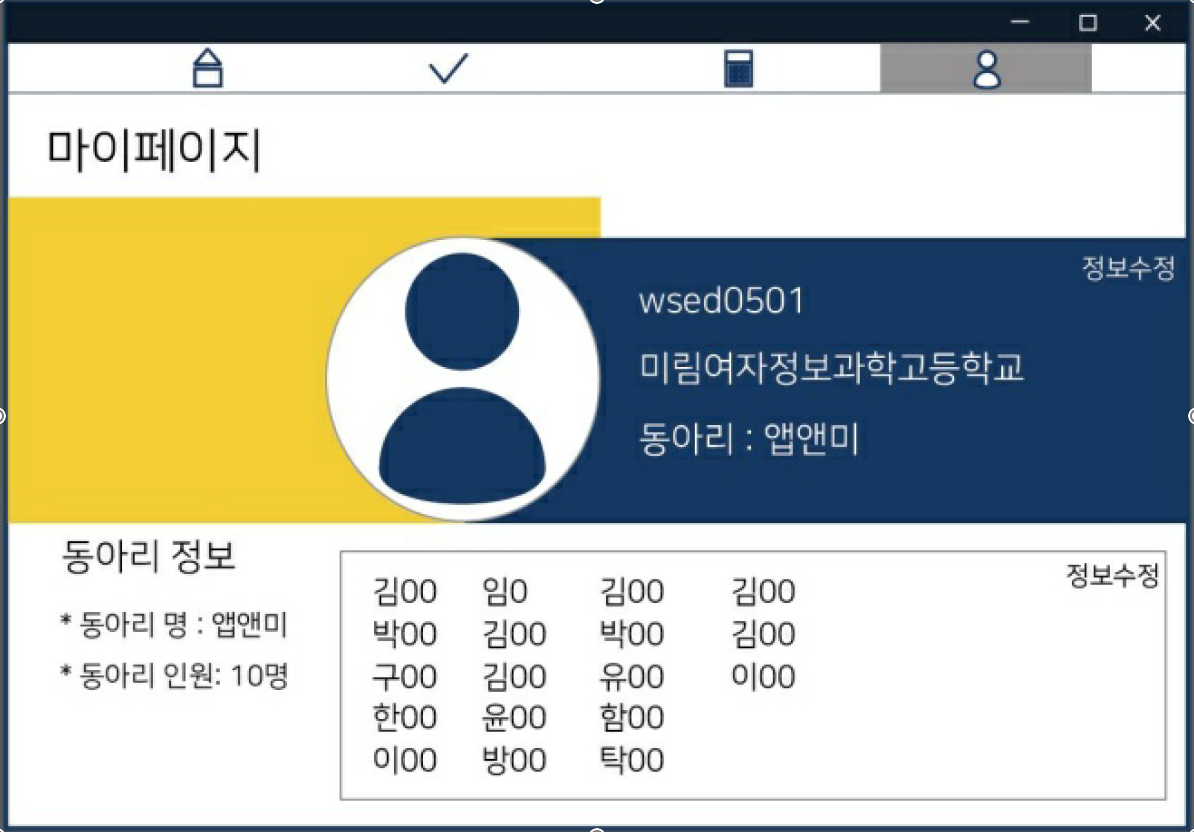 마이페이지
정보수정
wsed0501
미림여자정보과학고등학교
동아리 : 앱앤미
동아리 정보
* 동아리 명 : 앱앤미
* 동아리 인원: 10명
정보수정
김00 임0 김00 김00
박00 김00 박00 김00
구00 김00 유00 이00
한00 윤00 함00
이00 방00 탁00